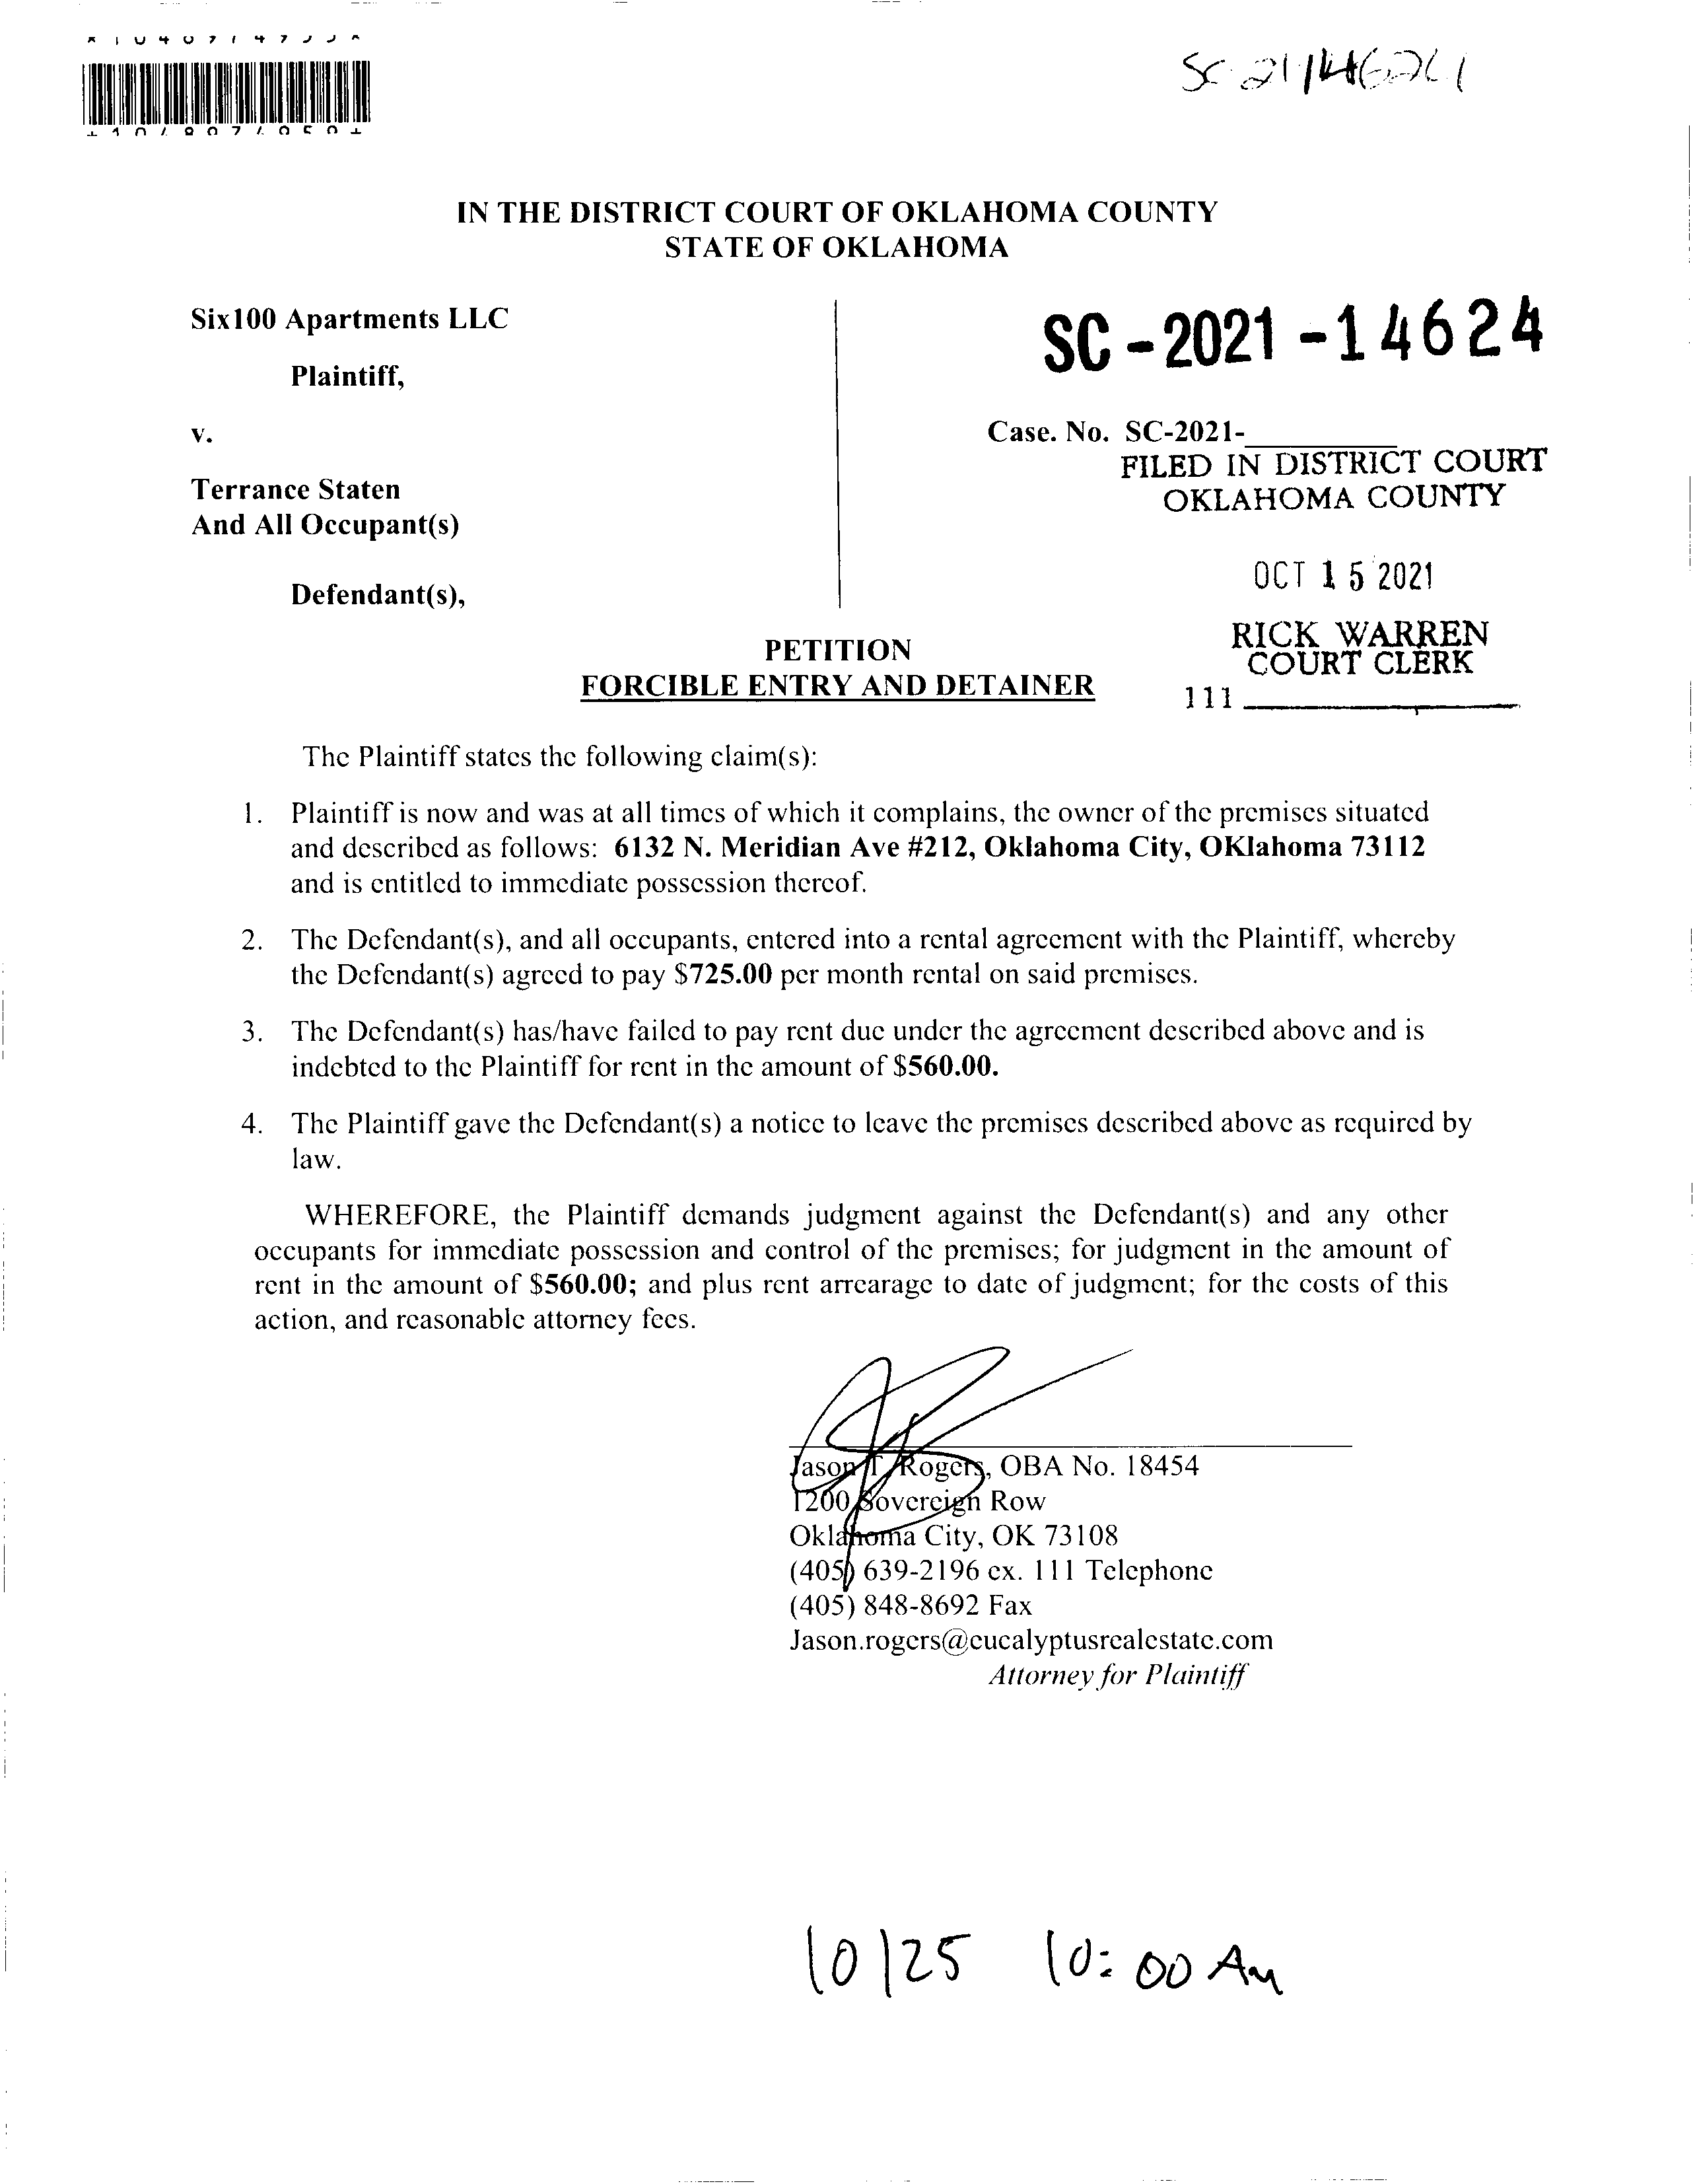 IN THE DISTRICT COURT OF OKLAHOMA COUNTY
STATE OF OKLAHOMA
Six100 Apartments LLC
Plaintiff,
v.
Terrance Staten
And All Occupant(s)
Defendant(s),
SC-2021-14624
Case. No. SC-2021-
FILED IN DISTRICT COURT
OKLAHOMA COUNTY
OCT 15 2021
RICK WARREN
COURT CLERK
111
PETITION
FORCIBLE ENTRY AND DETAINER
The Plaintiff states the following claim(s):
1. Plaintiff is now and was at all times of which it complains, the owner of the premises situated
and described as follows: 6132 N. Meridian Ave #212, Oklahoma City, OKlahoma 73112
and is entitled to immediate possession thereof.
2. The Defendant(s), and all occupants, entered into a rental agreement with the Plaintiff, whereby
the Defendant(s) agreed to pay $725.00 per month rental on said premises.
3. The Defendant(s) has/have failed to pay rent due under the agreement described above and is
indebted to the Plaintiff for rent in the amount of $560.00.
4. The Plaintiff gave the Defendant(s) a notice to leave the premises described above as required by
law.
WHEREFORE, the Plaintiff demands judgment against the Defendant(s) and any other
occupants for immediate possession and control of the premises; for judgment in the amount of
rent in the amount of $560.00; and plus rent arrearage to date of judgment; for the costs of this
action, and reasonable attorney fees.
Jason T. Rogers, OBA No. 18454
1200 Sovereign Row
Oklahoma City, OK 73108
(405) 639-2196 ex. 111 Telephone
(405) 848-8692 Fax
Jason.rogers@eucalyptusrealestate.com
Attorney for Plaintiff
10/25 10:00 AM